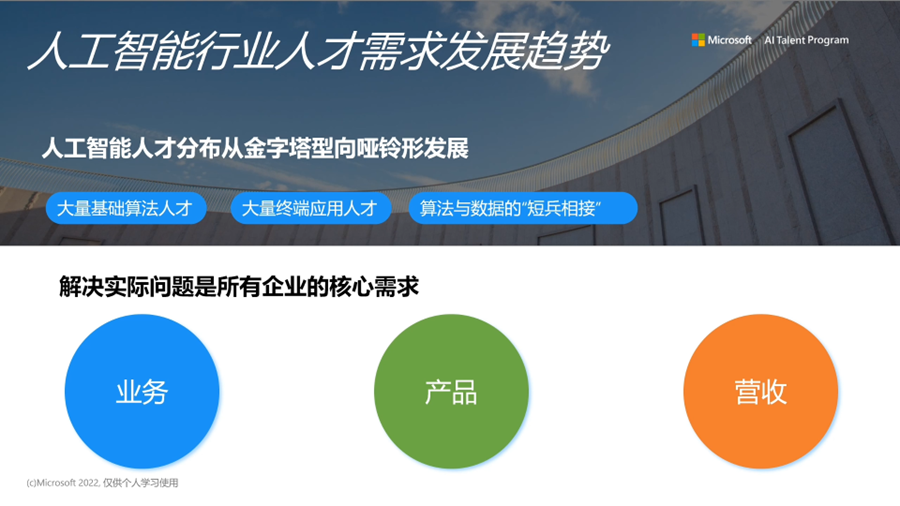 人工智能行业人才需求发展趋势
Microsoft AI Talent Program
人工智能人才分布从金字塔型向哑铃形发展
大量基础算法人才
大量终端应用人才
算法与数据的"短兵相接"
解决实际问题是所有企业的核心需求
业务
产品
营收
(c)Microsoft 2022, 仅供个人学习使用